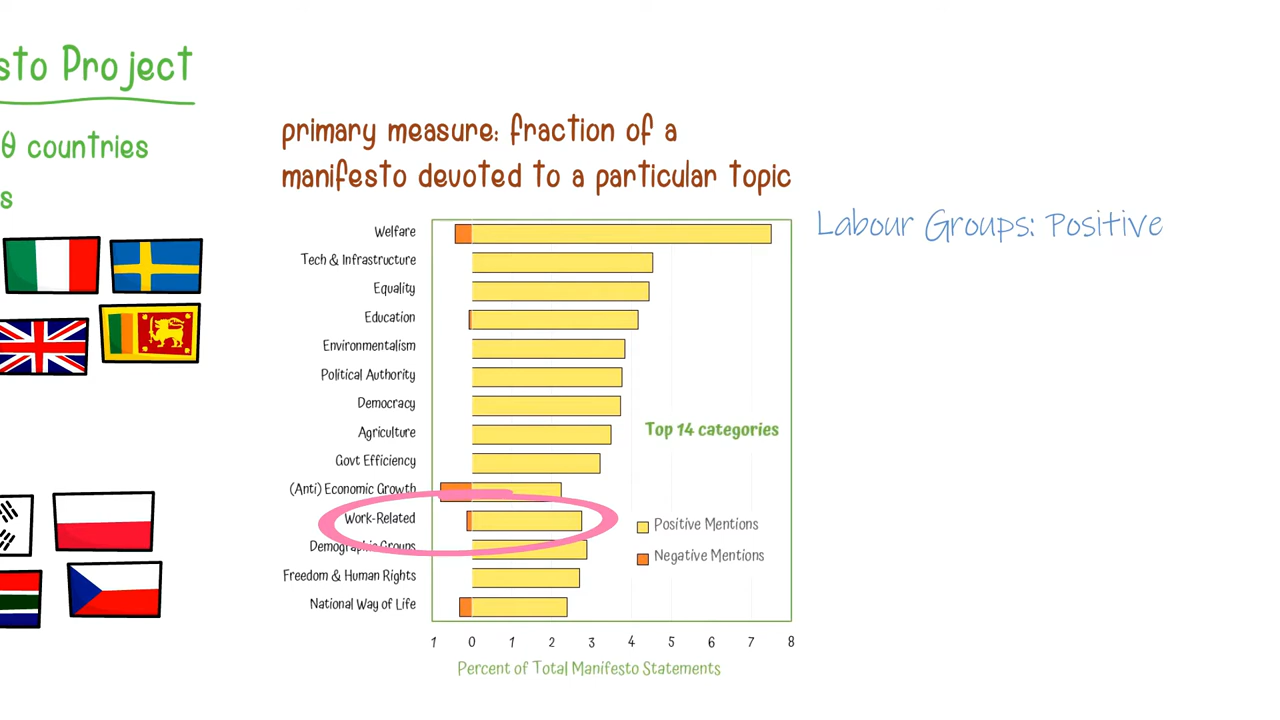 sto Project
0 countries
s
primary measure: fraction of a
manifesto devoted to a particular topic
Labour Groups: Positive
Welfare
Tech & Infrastructure
Equality
Education
Environmentalism
Political Authority
Democracy
Agriculture
Govt Efficiency
(Anti) Economic Growth
Work-Related
Demographic Groups
Freedom & Human Rights
National Way of Life
Top 14 categories
Positive Mentions
Negative Mentions
1 0 1 2 3 4 5 6 7 8
Percent of Total Manifesto Statements